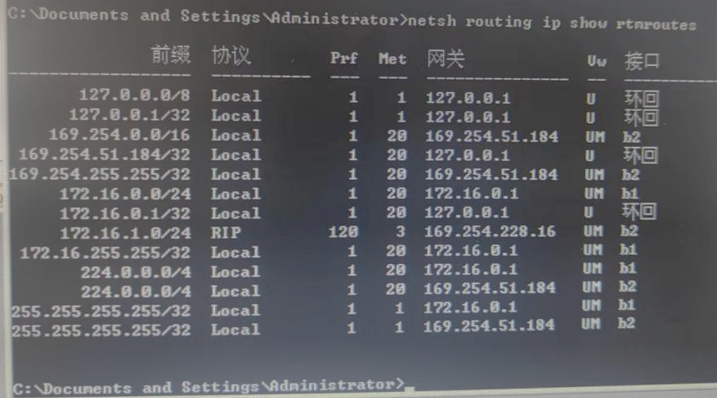 C:\Documents and Settings\Administrator>netsh routing ip show rtmroutes
前缀 协议 Prf Met 网关 Vw 接口
------------------ ---------- --- --- --------------- -- ---------
127.0.0.0/8 Local 1 1 127.0.0.1 U 环回
127.0.0.1/32 Local 1 1 127.0.0.1 U 环回
169.254.0.0/16 Local 1 20 169.254.51.184 UM b2
169.254.51.184/32 Local 1 20 127.0.0.1 U 环回
169.254.255.255/32 Local 1 20 169.254.51.184 UM b2
172.16.0.0/24 Local 1 20 172.16.0.1 UM b1
172.16.0.1/32 Local 1 20 127.0.0.1 U 环回
172.16.1.0/24 RIP 120 3 169.254.228.16 UM b2
172.16.255.255/32 Local 1 20 172.16.0.1 UM b1
224.0.0.0/4 Local 1 20 172.16.0.1 UM b1
224.0.0.0/4 Local 1 20 169.254.51.184 UM b2
255.255.255.255/32 Local 1 1 172.16.0.1 UM b1
255.255.255.255/32 Local 1 1 169.254.51.184 UM b2
C:\Documents and Settings\Administrator>_